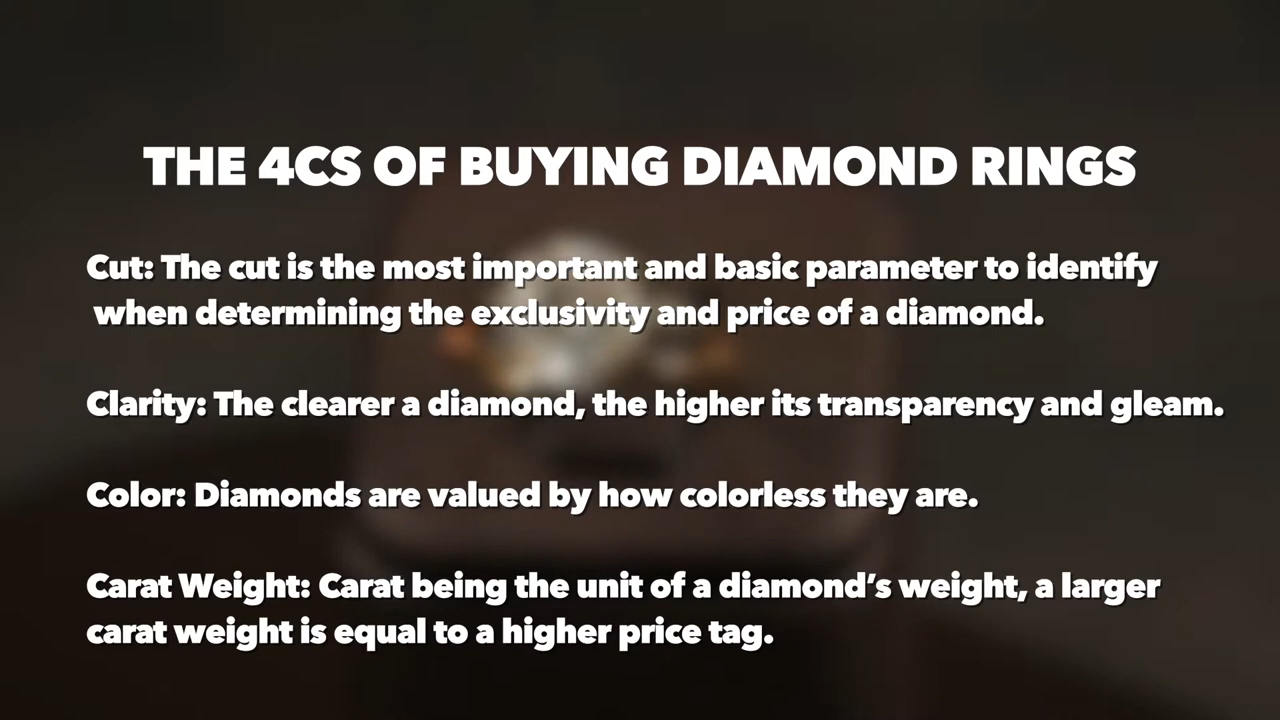 THE 4CS OF BUYING DIAMOND RINGS
Cut: The cut is the most important and basic parameter to identify
when determining the exclusivity and price of a diamond.
Clarity: The clearer a diamond, the higher its transparency and gleam.
Color: Diamonds are valued by how colorless they are.
Carat Weight: Carat being the unit of a diamond’s weight, a larger
carat weight is equal to a higher price tag.